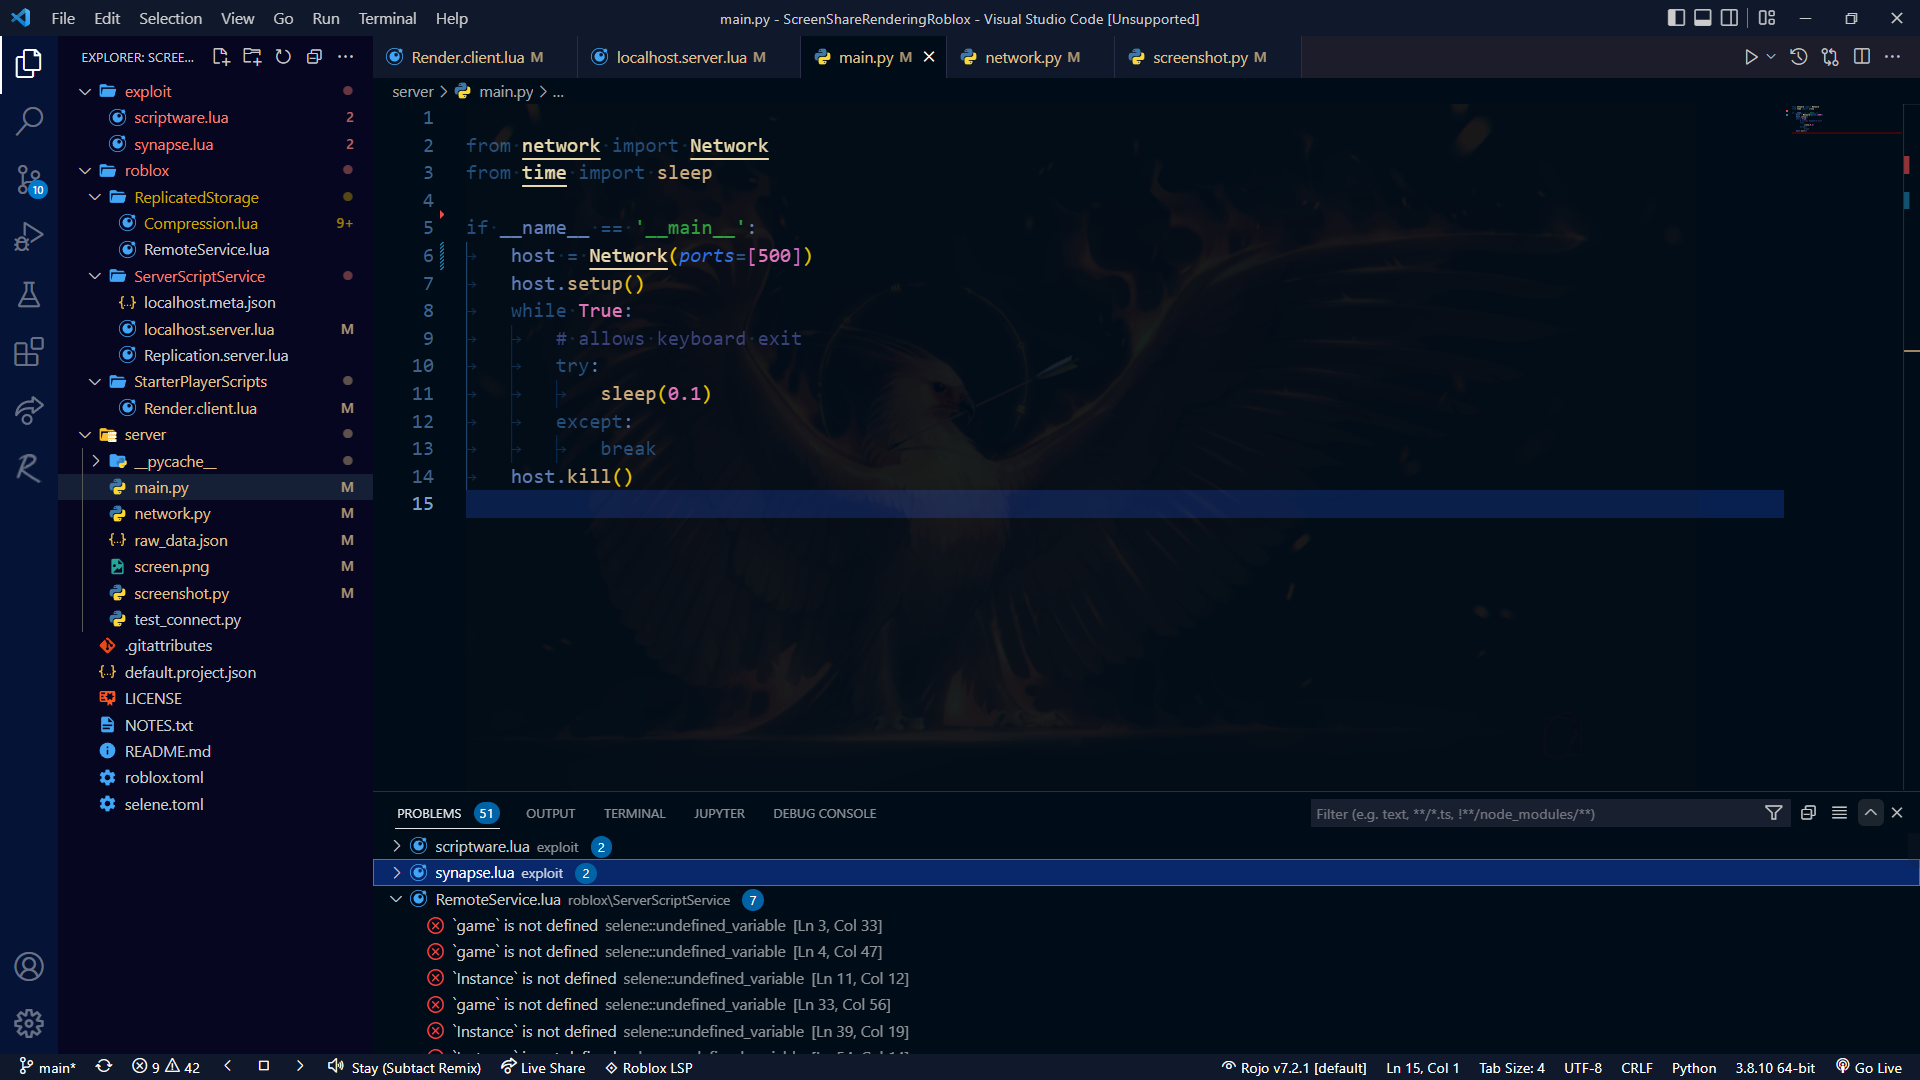 File Edit Selection View Go Run Terminal Help
main.py - ScreenShareRenderingRoblox - Visual Studio Code [Unsupported]
EXPLORER: SCREE...
Render.client.lua M
localhost.server.lua M
main.py M
network.py M
screenshot.py M
server > main.py > ...
exploit
scriptware.lua 2
synapse.lua 2
roblox
ReplicatedStorage
Compression.lua 9+
RemoteService.lua
ServerScriptService
localhost.meta.json
localhost.server.lua M
Replication.server.lua
StarterPlayerScripts
Render.client.lua M
server
__pycache__
main.py M
network.py M
raw_data.json M
screen.png M
screenshot.py M
test_connect.py
.gitattributes
default.project.json
LICENSE
NOTES.txt
README.md
roblox.toml
selene.toml
10
1
2 from network import Network
3 from time import sleep
4
5 if __name__ == '__main__':
6 host = Network(ports=[500])
7 host.setup()
8 while True:
9 # allows keyboard exit
10 try:
11 sleep(0.1)
12 except:
13 break
14 host.kill()
15
PROBLEMS 51 OUTPUT TERMINAL JUPYTER DEBUG CONSOLE
Filter (e.g. text, **/*.ts, !**/node_modules/**)
scriptware.lua exploit 2
synapse.lua exploit 2
RemoteService.lua roblox\ServerScriptService 7
`game` is not defined selene::undefined_variable [Ln 3, Col 33]
`game` is not defined selene::undefined_variable [Ln 4, Col 47]
`Instance` is not defined selene::undefined_variable [Ln 11, Col 12]
`game` is not defined selene::undefined_variable [Ln 33, Col 56]
`Instance` is not defined selene::undefined_variable [Ln 39, Col 19]
main* 9 42 Stay (Subtact Remix) Live Share Roblox LSP
Rojo v7.2.1 [default] Ln 15, Col 1 Tab Size: 4 UTF-8 CRLF Python 3.8.10 64-bit Go Live